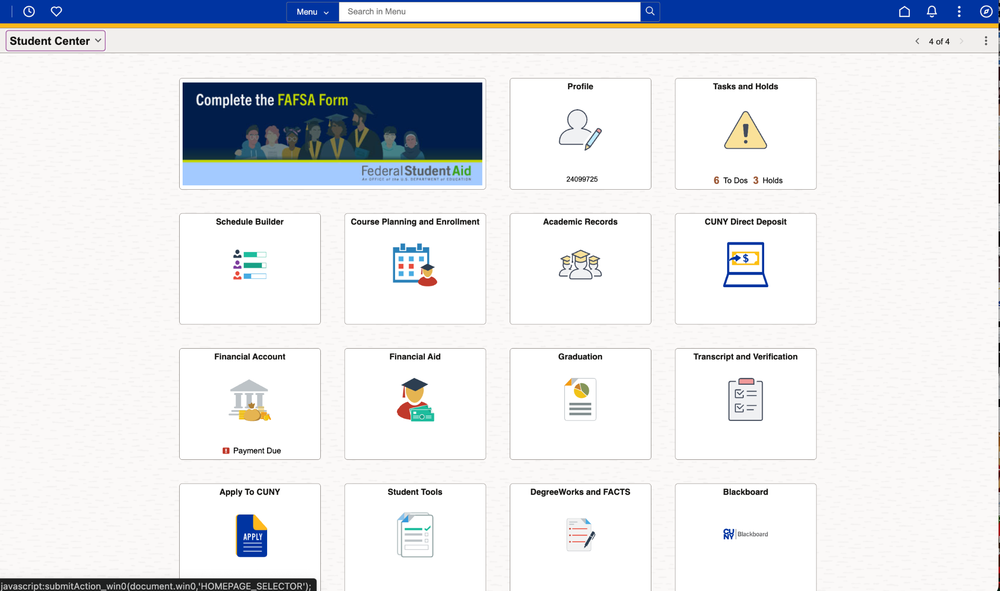 Menu
Search in Menu
Student Center
4 of 4
Complete the FAFSA Form
Federal Student Aid
An OFFICE of the U.S. DEPARTMENT of EDUCATION
Profile
24099725
Tasks and Holds
6 To Dos 3 Holds
Schedule Builder
Course Planning and Enrollment
Academic Records
CUNY Direct Deposit
$
Financial Account
Payment Due
Financial Aid
Graduation
Transcript and Verification
Apply To CUNY
APPLY
Student Tools
DegreeWorks and FACTS
Blackboard
CUNY Blackboard
javascript:submitAction_win0(document.win0,'HOMEPAGE_SELECTOR');